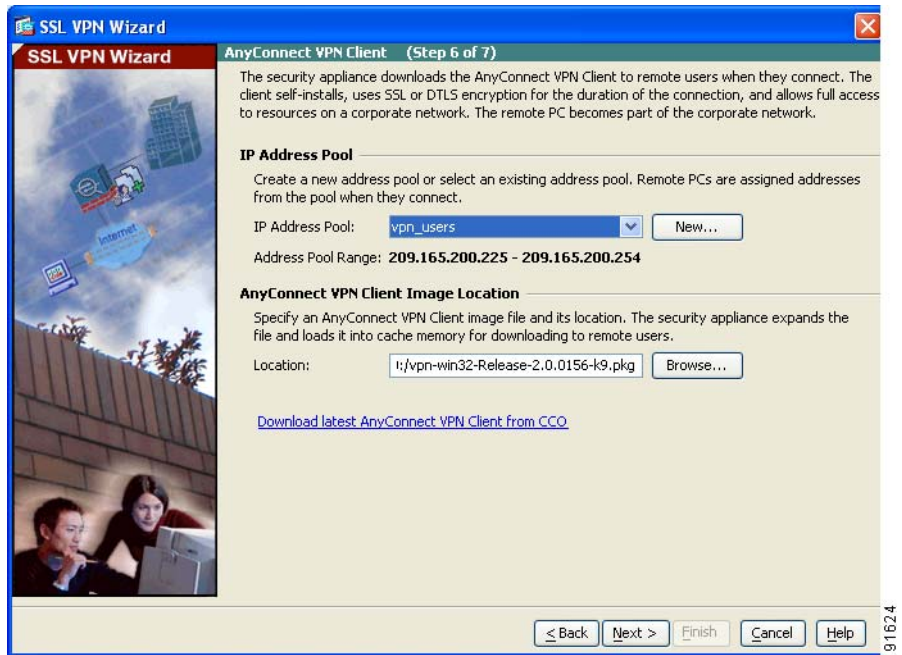 SSL VPN Wizard
SSL VPN Wizard
AnyConnect VPN Client (Step 6 of 7)
The security appliance downloads the AnyConnect VPN Client to remote users when they connect. The
client self-installs, uses SSL or DTLS encryption for the duration of the connection, and allows full access
to resources on a corporate network. The remote PC becomes part of the corporate network.
IP Address Pool
Create a new address pool or select an existing address pool. Remote PCs are assigned addresses
from the pool when they connect.
IP Address Pool: vpn_users New...
Address Pool Range: 209.165.200.225 - 209.165.200.254
AnyConnect VPN Client Image Location
Specify an AnyConnect VPN Client image file and its location. The security appliance expands the
file and loads it into cache memory for downloading to remote users.
Location: :/vpn-win32-Release-2.0.0156-k9.pkg Browse...
Download latest AnyConnect VPN Client from CCO
Internet
< Back Next > Finish Cancel Help
91624